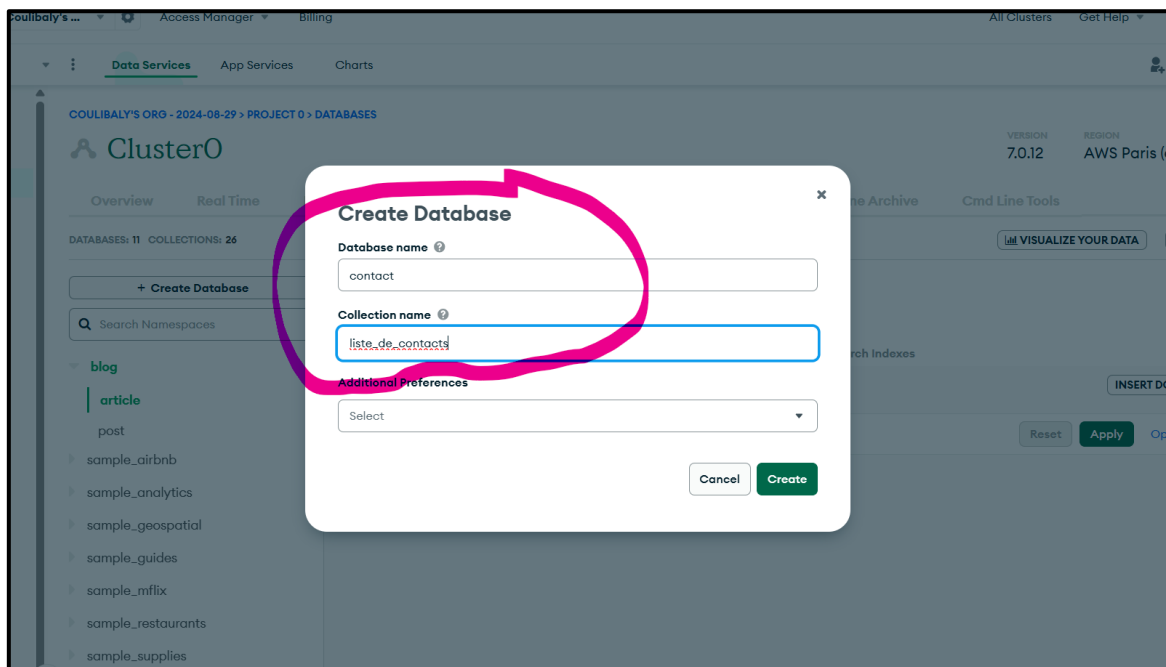 Coulibaly's ... Access Manager Billing All Clusters Get Help
Data Services App Services Charts
COULIBALY'S ORG - 2024-08-29 > PROJECT 0 > DATABASES
Cluster0
VERSION REGION
7.0.12 AWS Paris (
Overview Real Time ne Archive Cmd Line Tools
DATABASES: 11 COLLECTIONS: 26
VISUALIZE YOUR DATA
+ Create Database
Search Namespaces
blog
article
post
sample_airbnb
sample_analytics
sample_geospatial
sample_guides
sample_mflix
sample_restaurants
sample_supplies
Create Database
Database name
contact
Collection name
liste_de_contacts
Additional Preferences
Select
Cancel Create
rch Indexes
INSERT DO
Reset Apply Op